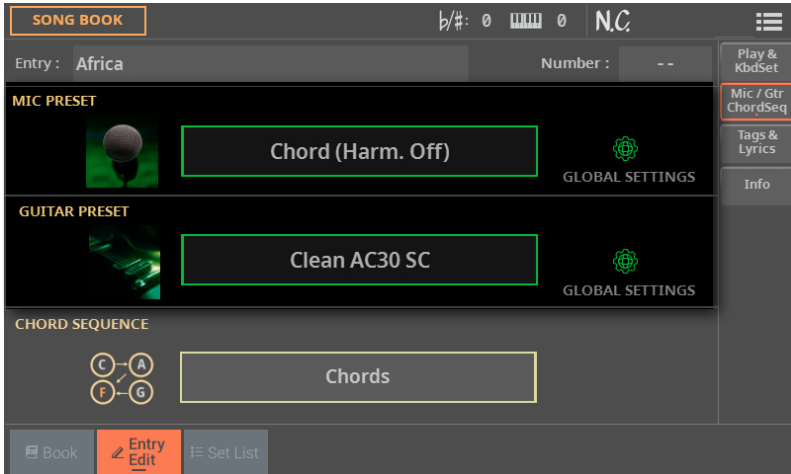 SONG BOOK
♭/#: 0 0 N.C.
Entry : Africa Number : --
Play & KbdSet
MIC PRESET
Mic / Gtr ChordSeq
Chord (Harm. Off)
Tags & Lyrics
GLOBAL SETTINGS
Info
GUITAR PRESET
Clean AC30 SC
GLOBAL SETTINGS
CHORD SEQUENCE
C A
F G
Chords
Book
Entry Edit
Set List